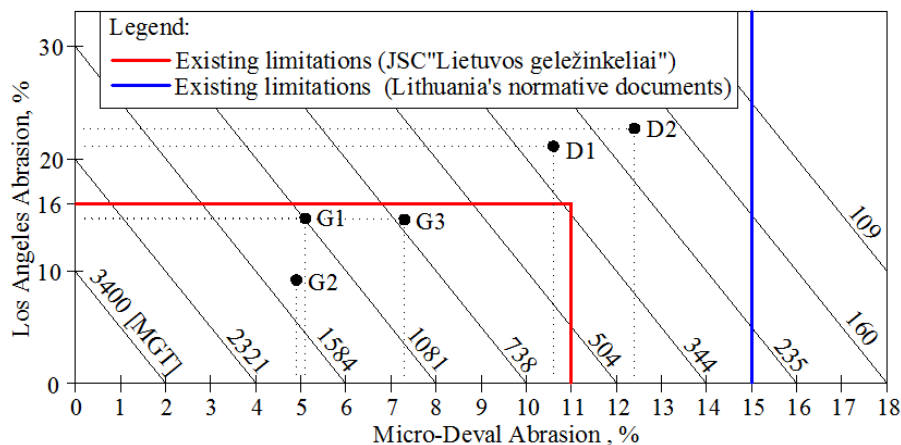 Legend:
Existing limitations (JSC"Lietuvos geležinkeliai")
Existing limitations (Lithuania's normative documents)
Los Angeles Abrasion, %
30
20
16
10
0
D2
D1
G1
G3
G2
3400 [MGT]
2321
1584
1081
738
504
344
235
160
109
0 1 2 3 4 5 6 7 8 9 10 11 12 13 14 15 16 17 18
Micro-Deval Abrasion , %